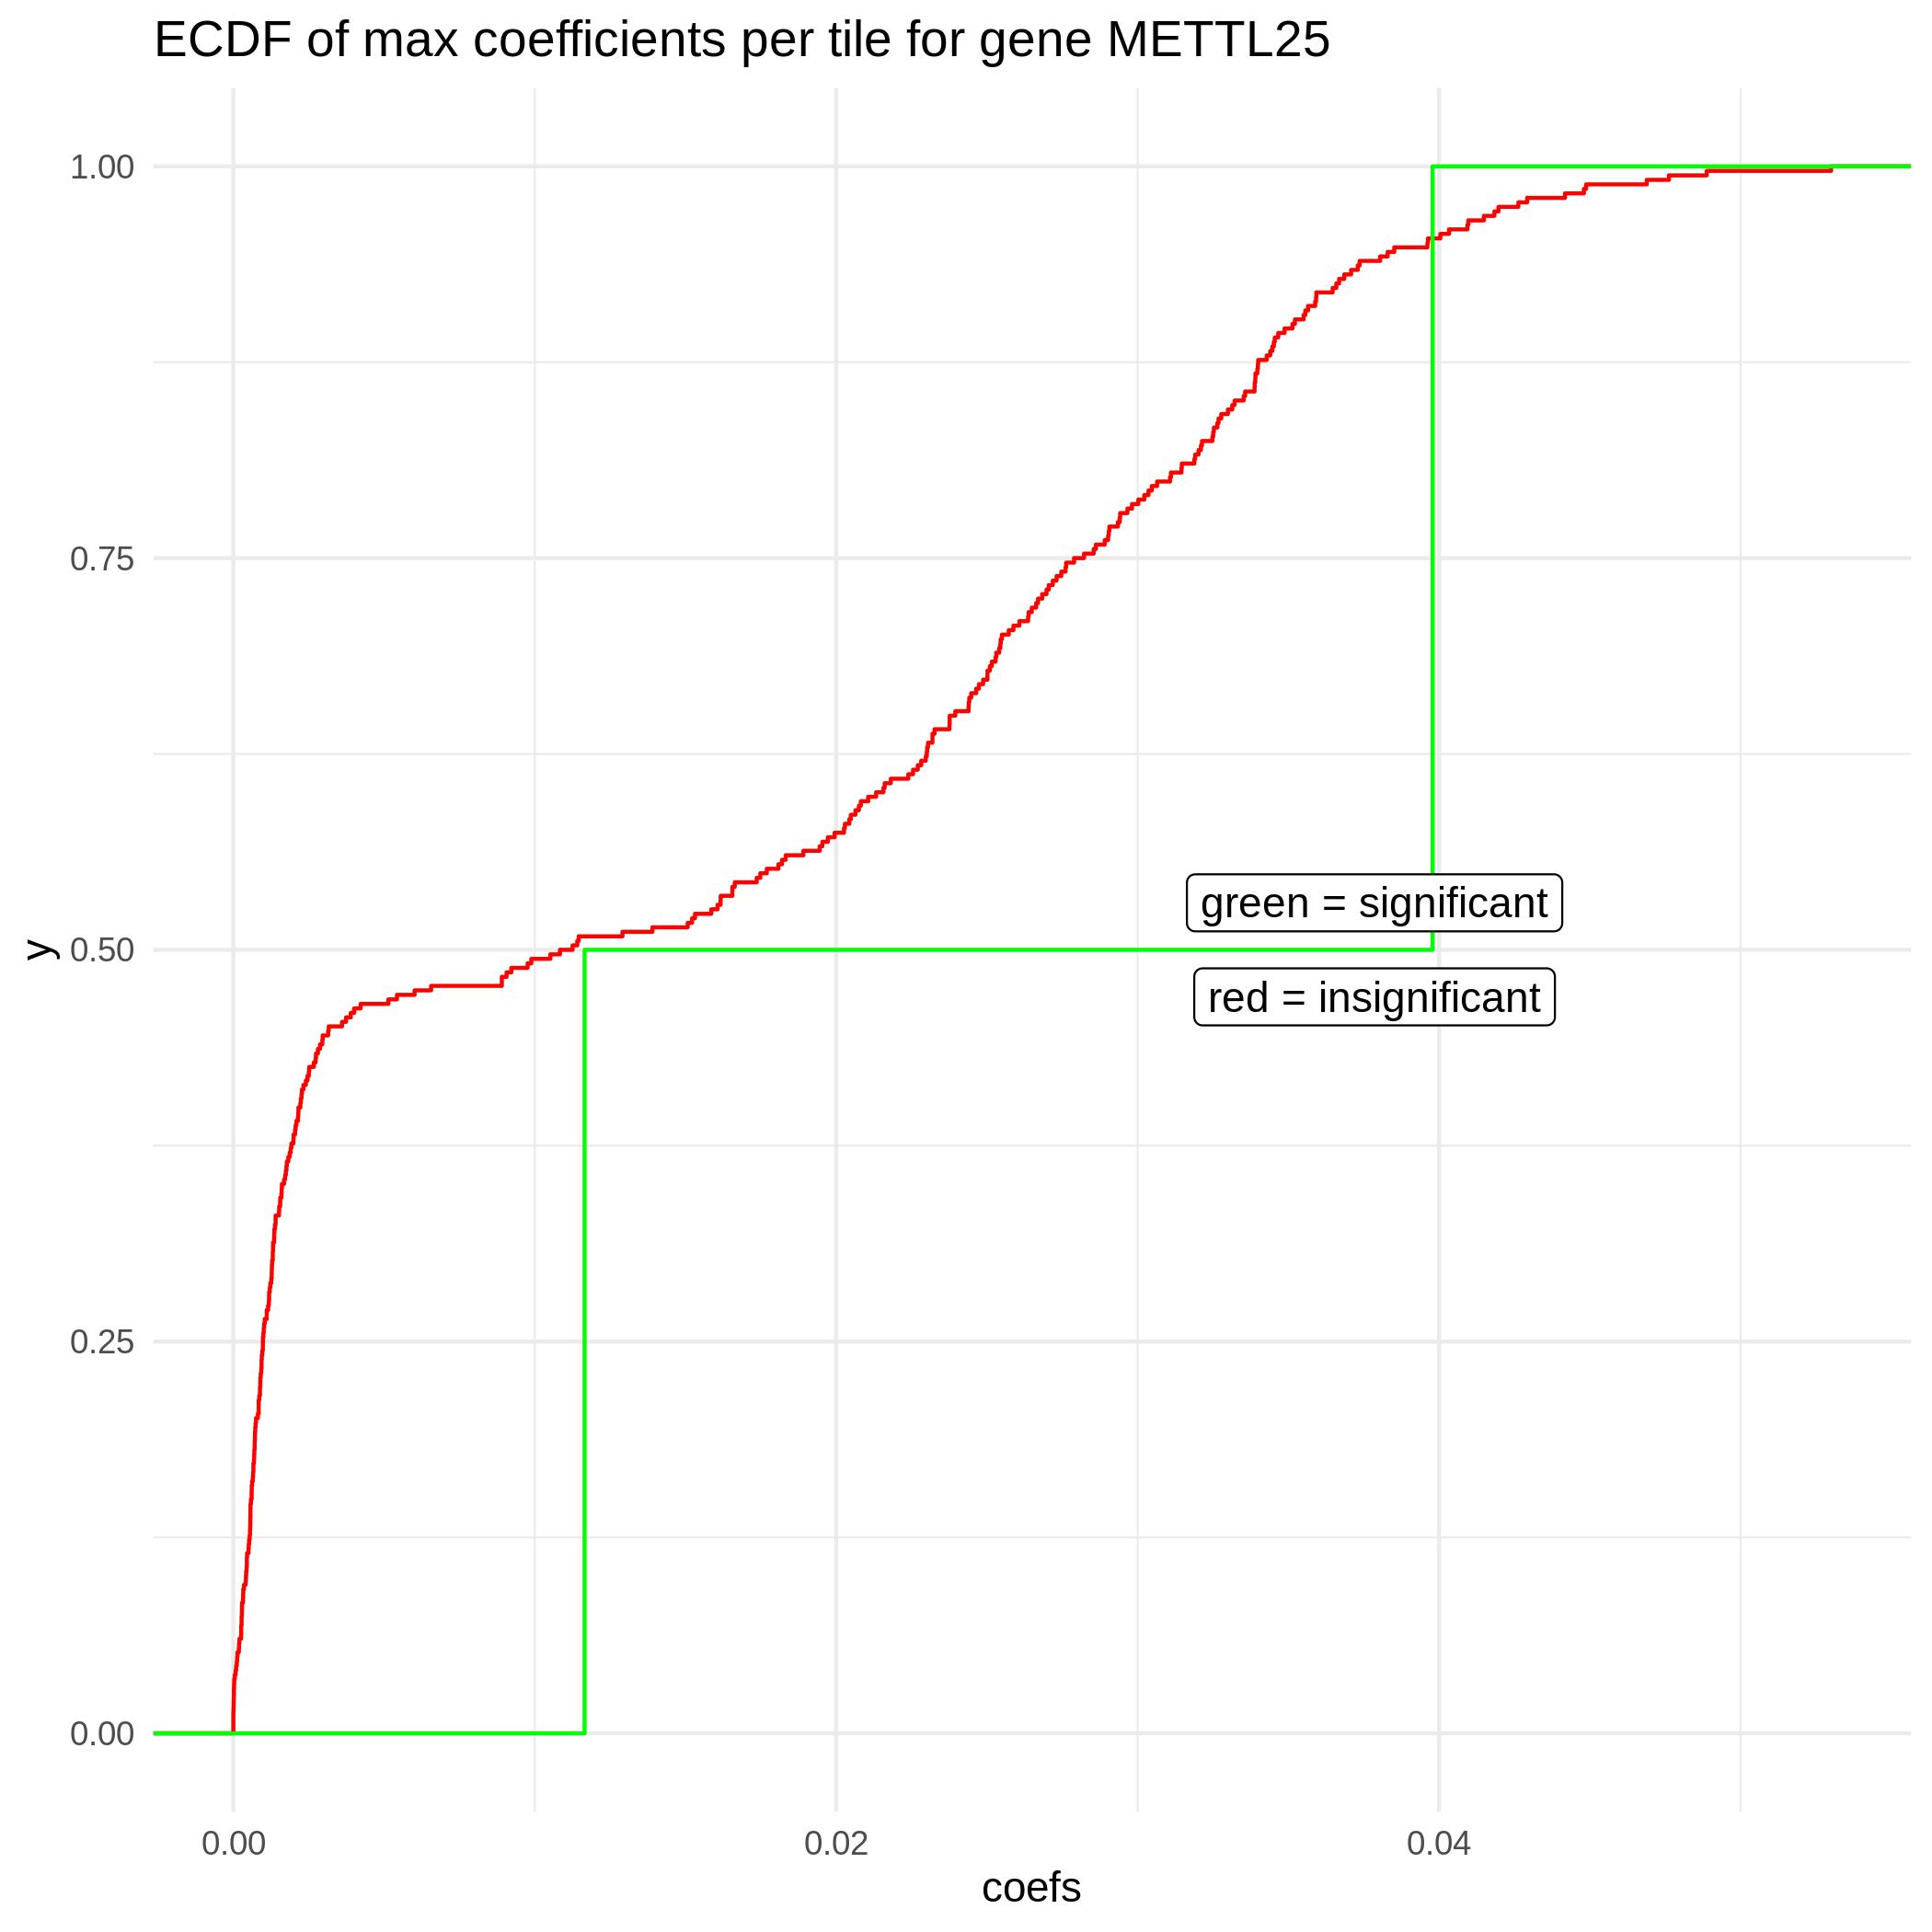 ECDF of max coefficients per tile for gene METTL25
1.00
0.75
0.50
0.25
0.00
y
green = significant
red = insignificant
0.00
0.02
0.04
coefs